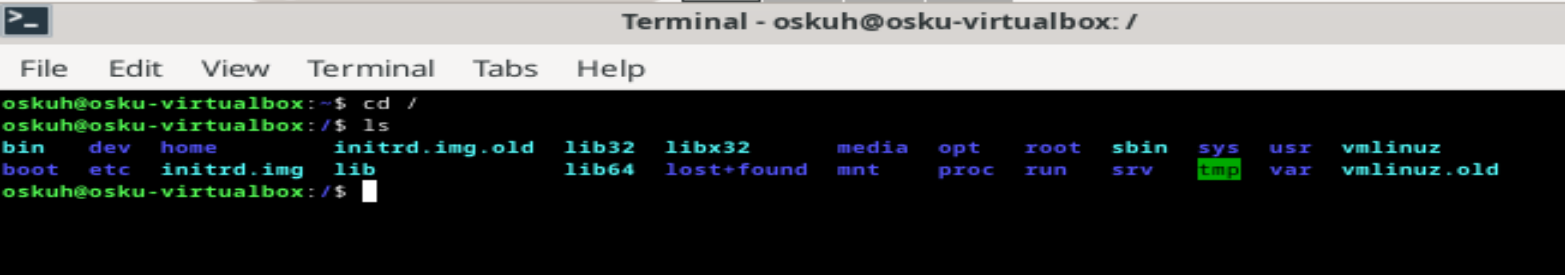 Terminal - oskuh@osku-virtualbox: /
File Edit View Terminal Tabs Help
oskuh@osku-virtualbox:~$ cd /
oskuh@osku-virtualbox:/$ ls
bin dev home initrd.img.old lib32 libx32 media opt root sbin sys usr vmlinuz
boot etc initrd.img lib lib64 lost+found mnt proc run srv tmp var vmlinuz.old
oskuh@osku-virtualbox:/$